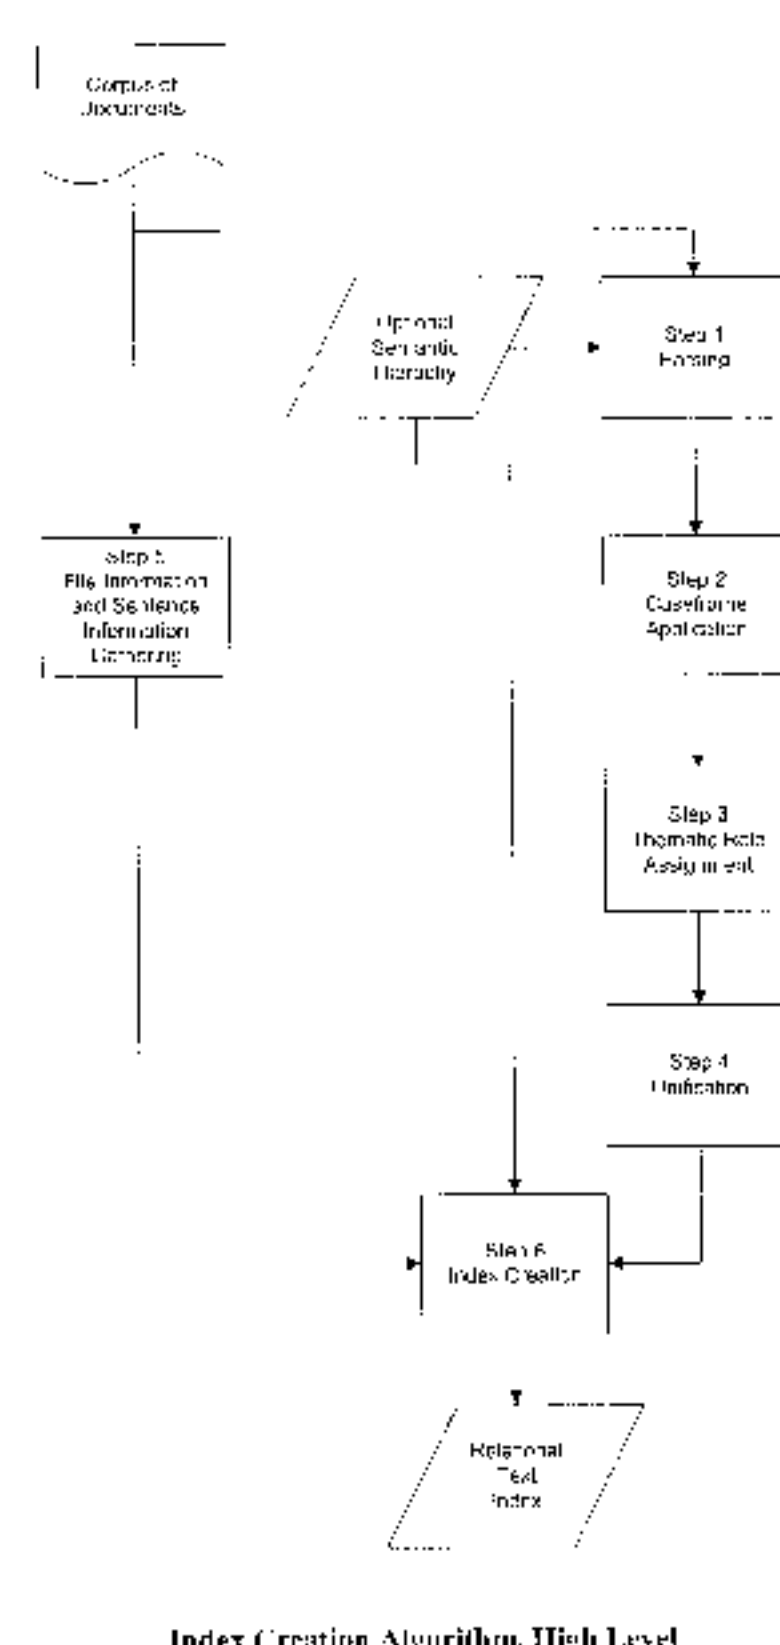 Corpus of
Documents
Optional
Semantic
Hierarchy
Step 1
Parsing
Step 5
File Information
and Sentence
Information
Gathering
Step 2
Caseframe
Application
Step 3
Thematic Role
Assignment
Step 4
Unification
Step 6
Index Creation
Relational
Text
Index
Index Creation Algorithm, High Level